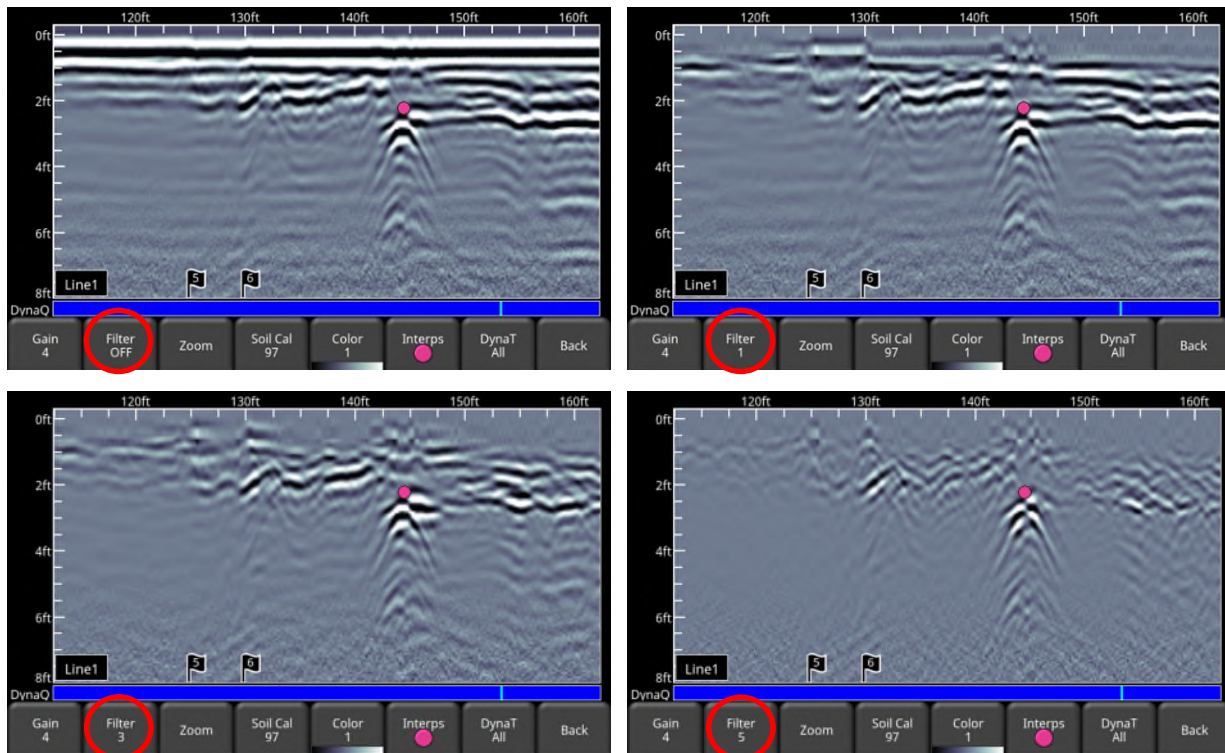 120ft 130ft 140ft 150ft 160ft
0ft
2ft
4ft
6ft
8ft
Line1
5
6
DynaQ
Gain 4
Filter OFF
Zoom
Soil Cal 97
Color 1
Interps
DynaT All
Back
120ft 130ft 140ft 150ft 160ft
0ft
2ft
4ft
6ft
8ft
Line1
5
6
DynaQ
Gain 4
Filter 1
Zoom
Soil Cal 97
Color 1
Interps
DynaT All
Back
120ft 130ft 140ft 150ft 160ft
0ft
2ft
4ft
6ft
8ft
Line1
5
6
DynaQ
Gain 4
Filter 3
Zoom
Soil Cal 97
Color 1
Interps
DynaT All
Back
120ft 130ft 140ft 150ft 160ft
0ft
2ft
4ft
6ft
8ft
Line1
5
6
DynaQ
Gain 4
Filter 5
Zoom
Soil Cal 97
Color 1
Interps
DynaT All
Back